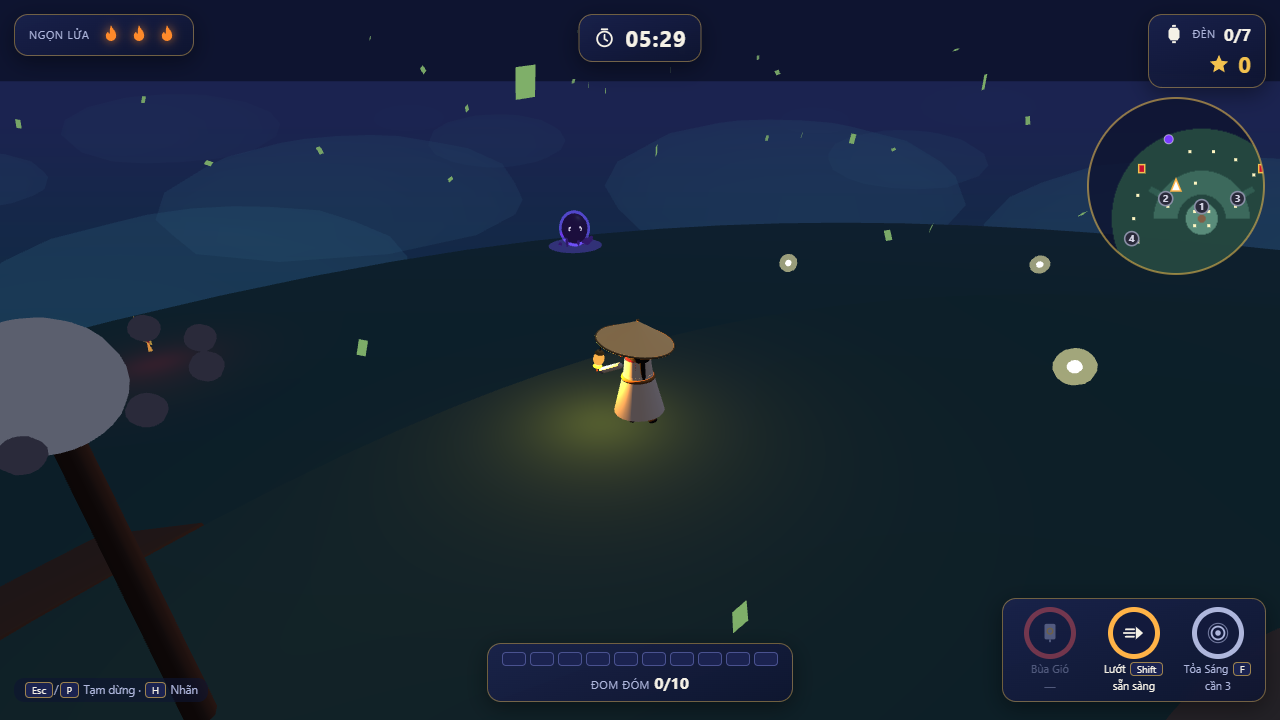 NGỌN LỬA
05:29
ĐÈN 0/7
0
1
2
3
4
Bùa Gió
—
Lướt Shift
sẵn sàng
Tỏa Sáng F
cần 3
ĐOM ĐÓM 0/10
Esc / P Tạm dừng · H Nhãn